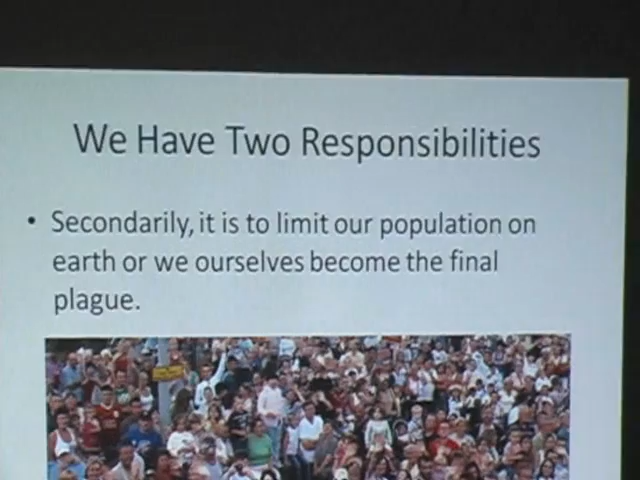 We Have Two Responsibilities
• Secondarily, it is to limit our population on
earth or we ourselves become the final
plague.